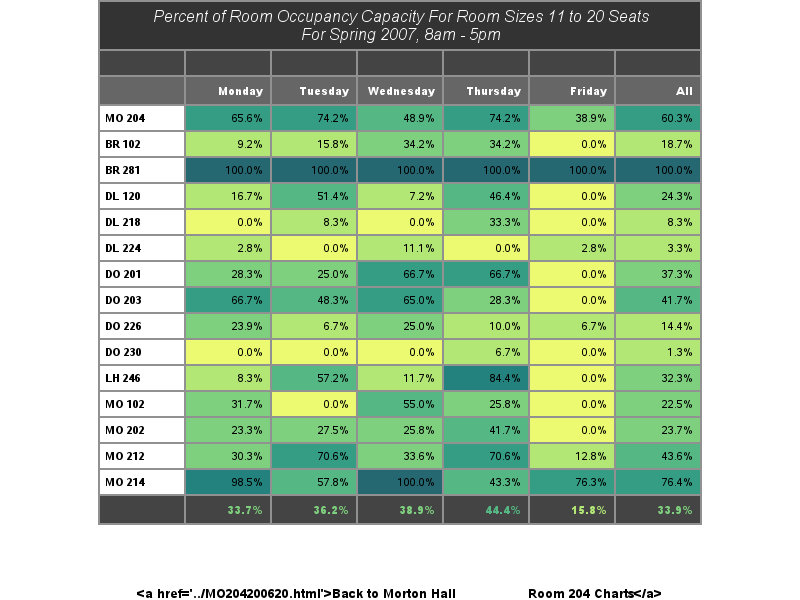 Percent of Room Occupancy Capacity For Room Sizes 11 to 20 Seats
For Spring 2007, 8am - 5pm
Monday Tuesday Wednesday Thursday Friday All
MO 204 65.6% 74.2% 48.9% 74.2% 38.9% 60.3%
BR 102 9.2% 15.8% 34.2% 34.2% 0.0% 18.7%
BR 281 100.0% 100.0% 100.0% 100.0% 100.0% 100.0%
DL 120 16.7% 51.4% 7.2% 46.4% 0.0% 24.3%
DL 218 0.0% 8.3% 0.0% 33.3% 0.0% 8.3%
DL 224 2.8% 0.0% 11.1% 0.0% 2.8% 3.3%
DO 201 28.3% 25.0% 66.7% 66.7% 0.0% 37.3%
DO 203 66.7% 48.3% 65.0% 28.3% 0.0% 41.7%
DO 226 23.9% 6.7% 25.0% 10.0% 6.7% 14.4%
DO 230 0.0% 0.0% 0.0% 6.7% 0.0% 1.3%
LH 246 8.3% 57.2% 11.7% 84.4% 0.0% 32.3%
MO 102 31.7% 0.0% 55.0% 25.8% 0.0% 22.5%
MO 202 23.3% 27.5% 25.8% 41.7% 0.0% 23.7%
MO 212 30.3% 70.6% 33.6% 70.6% 12.8% 43.6%
MO 214 98.5% 57.8% 100.0% 43.3% 76.3% 76.4%
33.7% 36.2% 38.9% 44.4% 15.8% 33.9%
<a href='../MO204200620.html'>Back to Morton Hall Room 204 Charts</a>